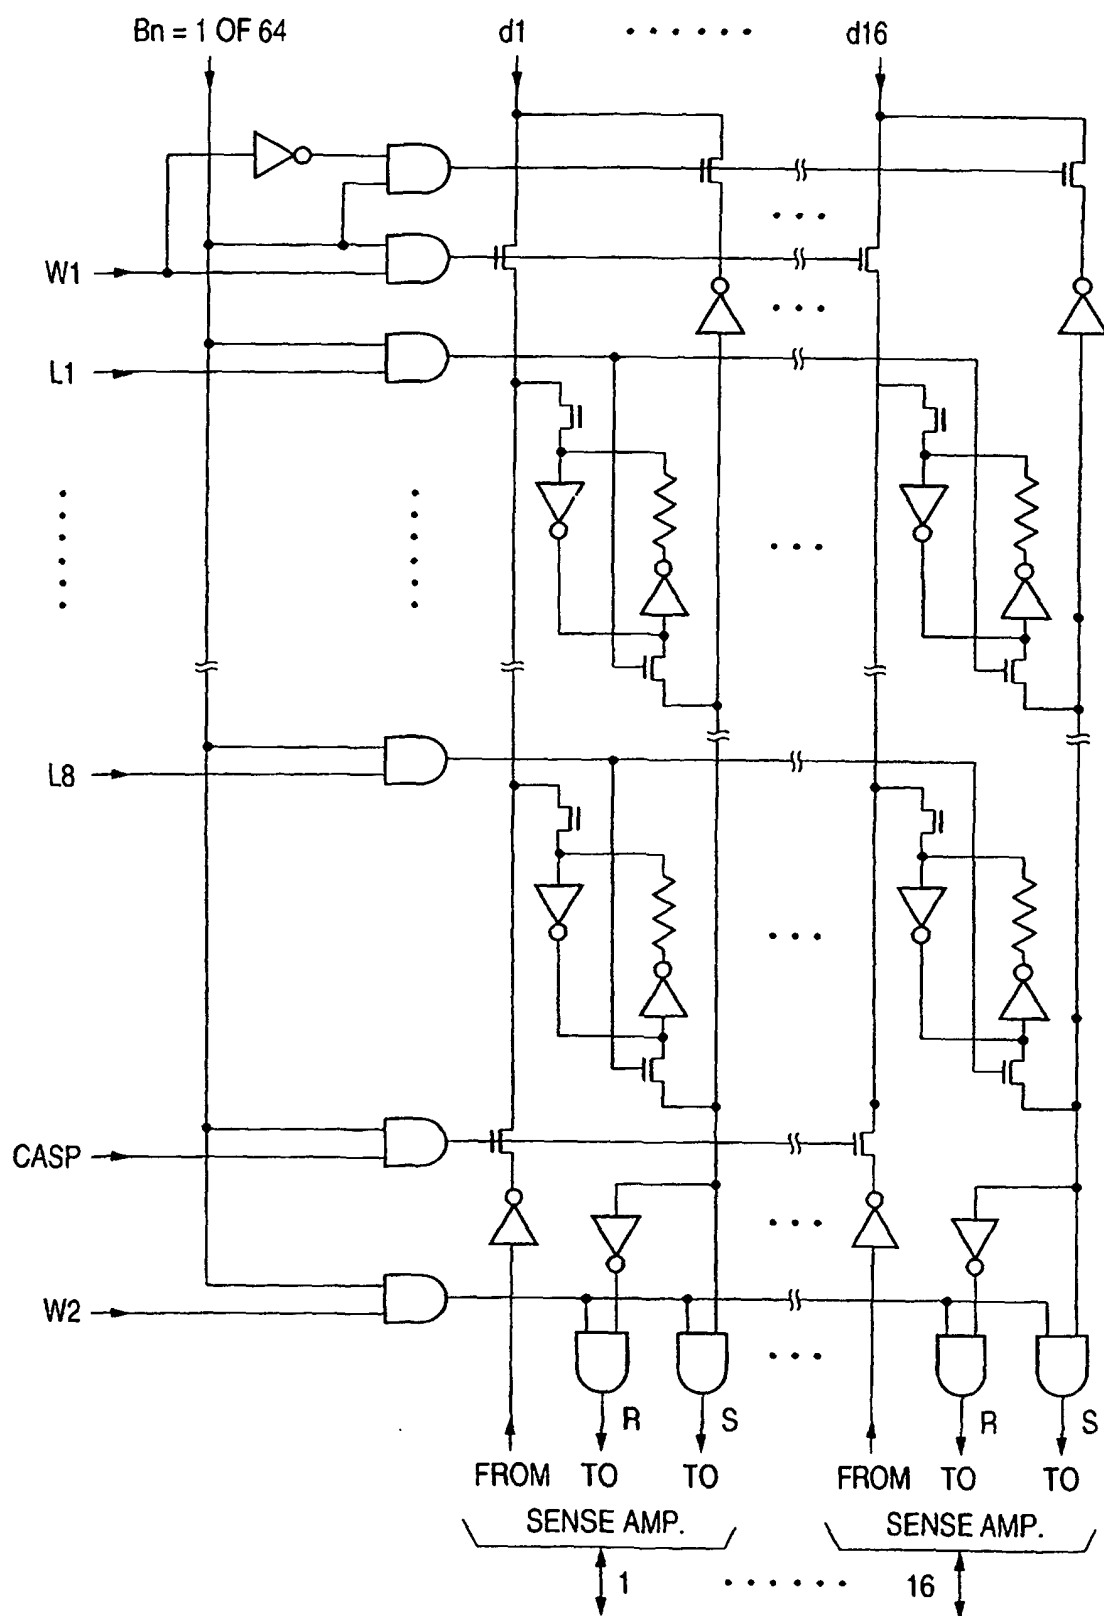 Bn = 1 OF 64
d1
d16
W1
L1
L8
CASP
W2
R
S
R
S
FROM TO TO
FROM TO TO
SENSE AMP.
SENSE AMP.
1
16